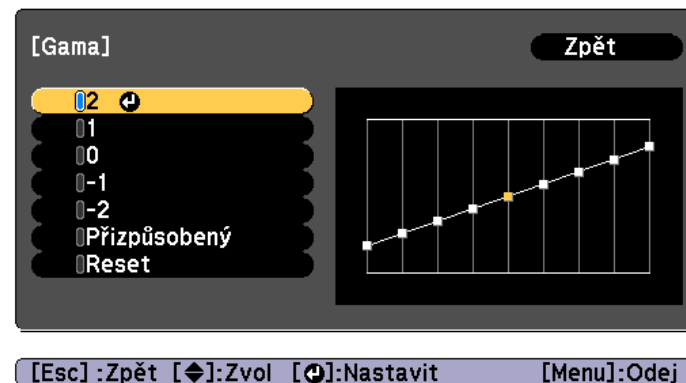 [Gama]
Zpět
2
1
0
-1
-2
Přizpůsobený
Reset
[Esc] :Zpět [◆]:Zvol [⏎]:Nastavit [Menu]:Odej